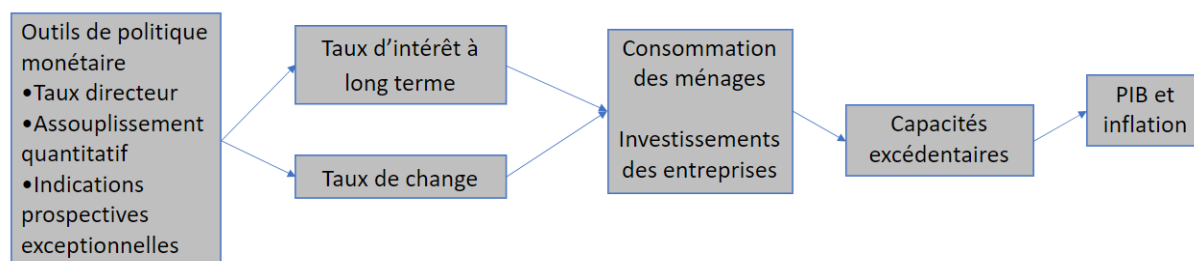 Outils de politique
monétaire
•Taux directeur
•Assouplissement
quantitatif
•Indications
prospectives
exceptionnelles
Taux d’intérêt à
long terme
Taux de change
Consommation
des ménages
Investissements
des entreprises
Capacités
excédentaires
PIB et
inflation